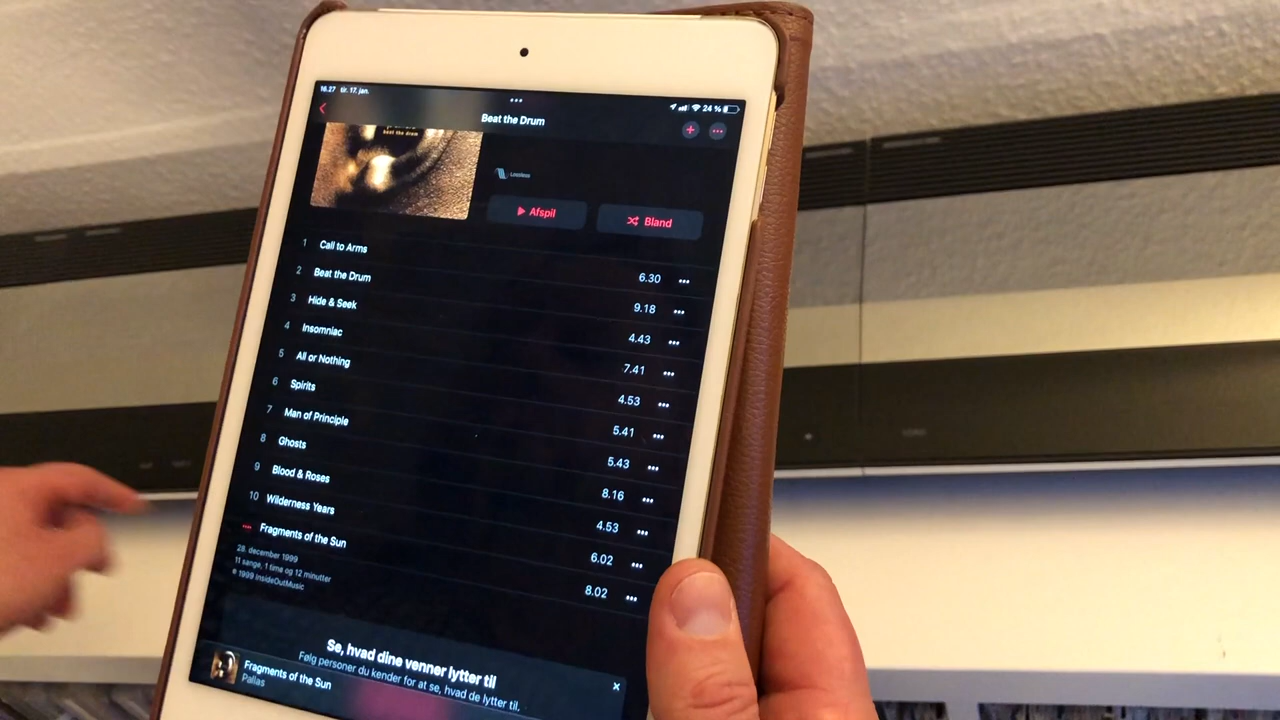 16.27 tir. 17. jan.
24 %
Beat the Drum
beat the drum
Lossless
Afspil
Bland
1 Call to Arms 6.30
2 Beat the Drum 9.18
3 Hide & Seek 4.43
4 Insomniac 7.41
5 All or Nothing 4.53
6 Spirits 5.41
7 Man of Principle 5.43
8 Ghosts 8.16
9 Blood & Roses 4.53
10 Wilderness Years 6.02
Fragments of the Sun 8.02
28. december 1999
11 sange, 1 time og 12 minutter
℗ 1999 InsideOutMusic
Se, hvad dine venner lytter til
Følg personer du kender for at se, hvad de lytter til.
Fragments of the Sun
Pallas